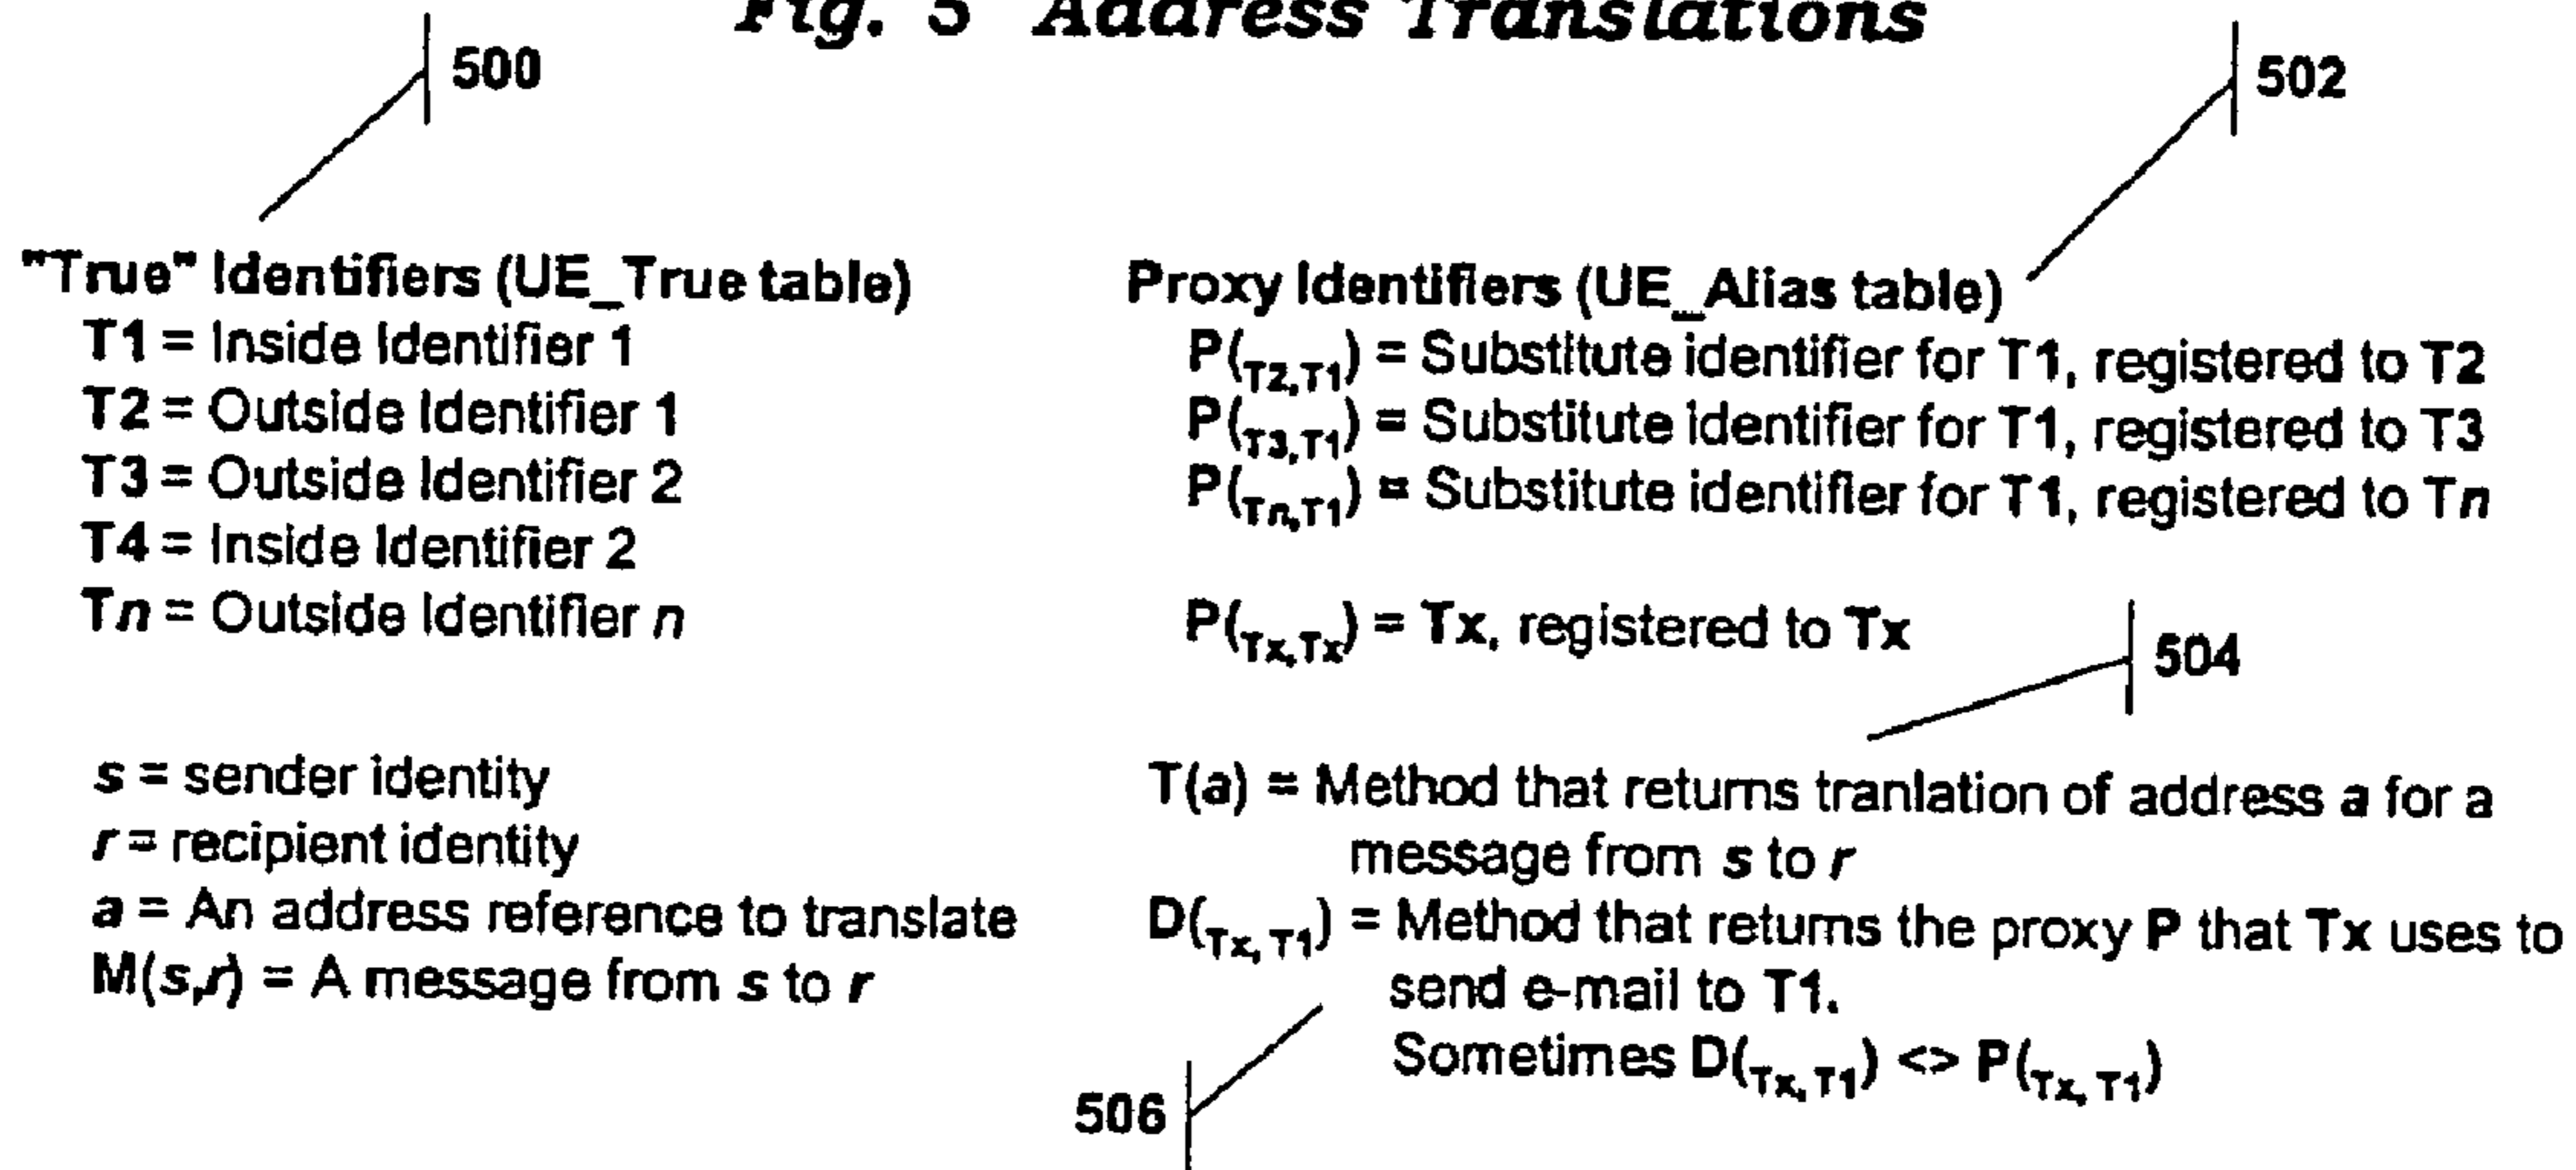 Fig. 5 Address Translations
500
502
"True" Identifiers (UE_True table)
T1 = Inside Identifier 1
T2 = Outside Identifier 1
T3 = Outside Identifier 2
T4 = Inside Identifier 2
Tn = Outside Identifier n
Proxy Identifiers (UE_Alias table)
P(T2,T1) = Substitute identifier for T1, registered to T2
P(T3,T1) = Substitute identifier for T1, registered to T3
P(Tn,T1) = Substitute identifier for T1, registered to Tn
P(Tx,Tx) = Tx, registered to Tx
504
s = sender identity
r = recipient identity
a = An address reference to translate
M(s,r) = A message from s to r
T(a) = Method that returns tranlation of address a for a
message from s to r
D(Tx, T1) = Method that returns the proxy P that Tx uses to
send e-mail to T1.
Sometimes D(Tx, T1) <> P(Tx, T1)
506